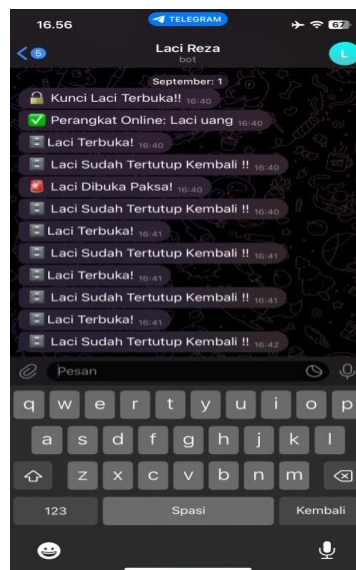 16.56
TELEGRAM
67
5
Laci Reza
bot
L
September: 1
Kunci Laci Terbuka!! 16:40
Perangkat Online: Laci uang 16:40
Laci Terbuka! 16:40
Laci Sudah Tertutup Kembali !! 16:40
Laci Dibuka Paksa! 16:40
Laci Sudah Tertutup Kembali !! 16:40
Laci Terbuka! 16:41
Laci Sudah Tertutup Kembali !! 16:41
Laci Terbuka! 16:41
Laci Sudah Tertutup Kembali !! 16:41
Laci Terbuka! 16:41
Laci Sudah Tertutup Kembali !! 16:42
Pesan
q w e r t y u i o p
a s d f g h j k l
z x c v b n m
123 Spasi Kembali